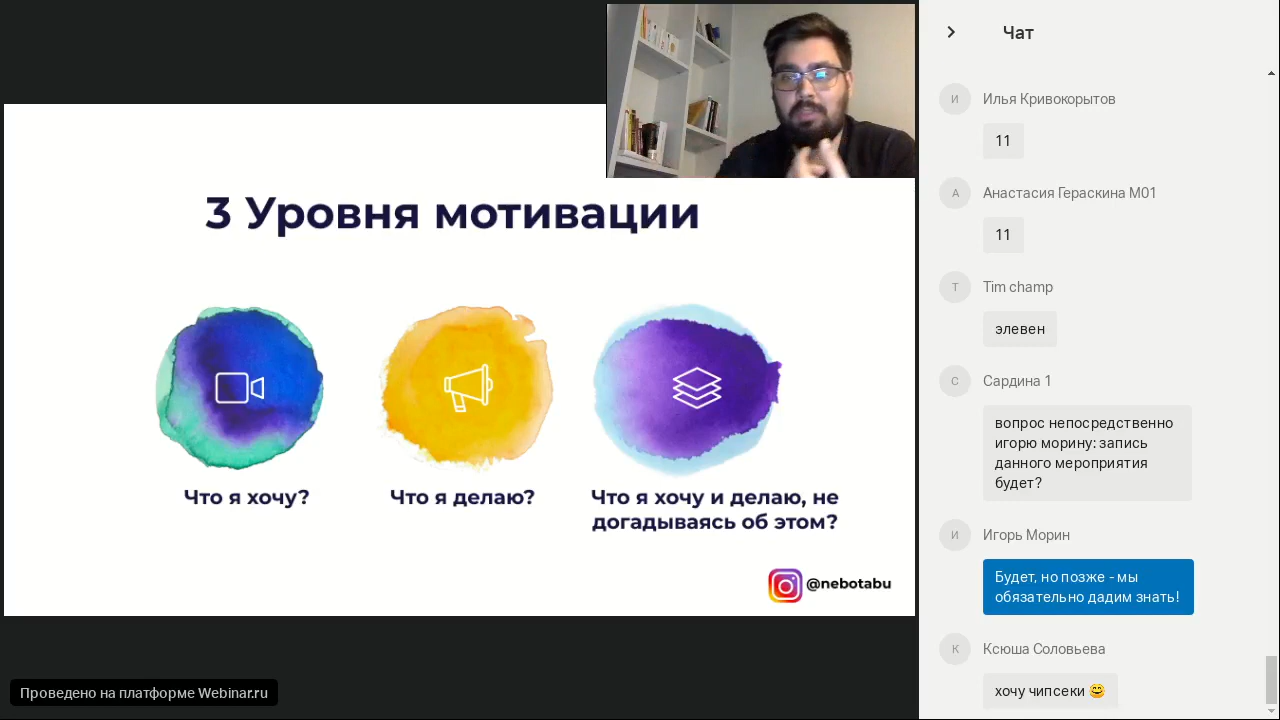 3 Уровня мотивации
Что я хочу?
Что я делаю?
Что я хочу и делаю, не
догадываясь об этом?
@nebotabu
Проведено на платформе Webinar.ru
Чат
И
Илья Кривокорытов
11
А
Анастасия Гераскина М01
11
T
Tim champ
элевен
С
Сардина 1
вопрос непосредственно
игорю морину: запись
данного мероприятия
будет?
И
Игорь Морин
Будет, но позже - мы
обязательно дадим знать!
К
Ксюша Соловьева
хочу чипсеки 😊